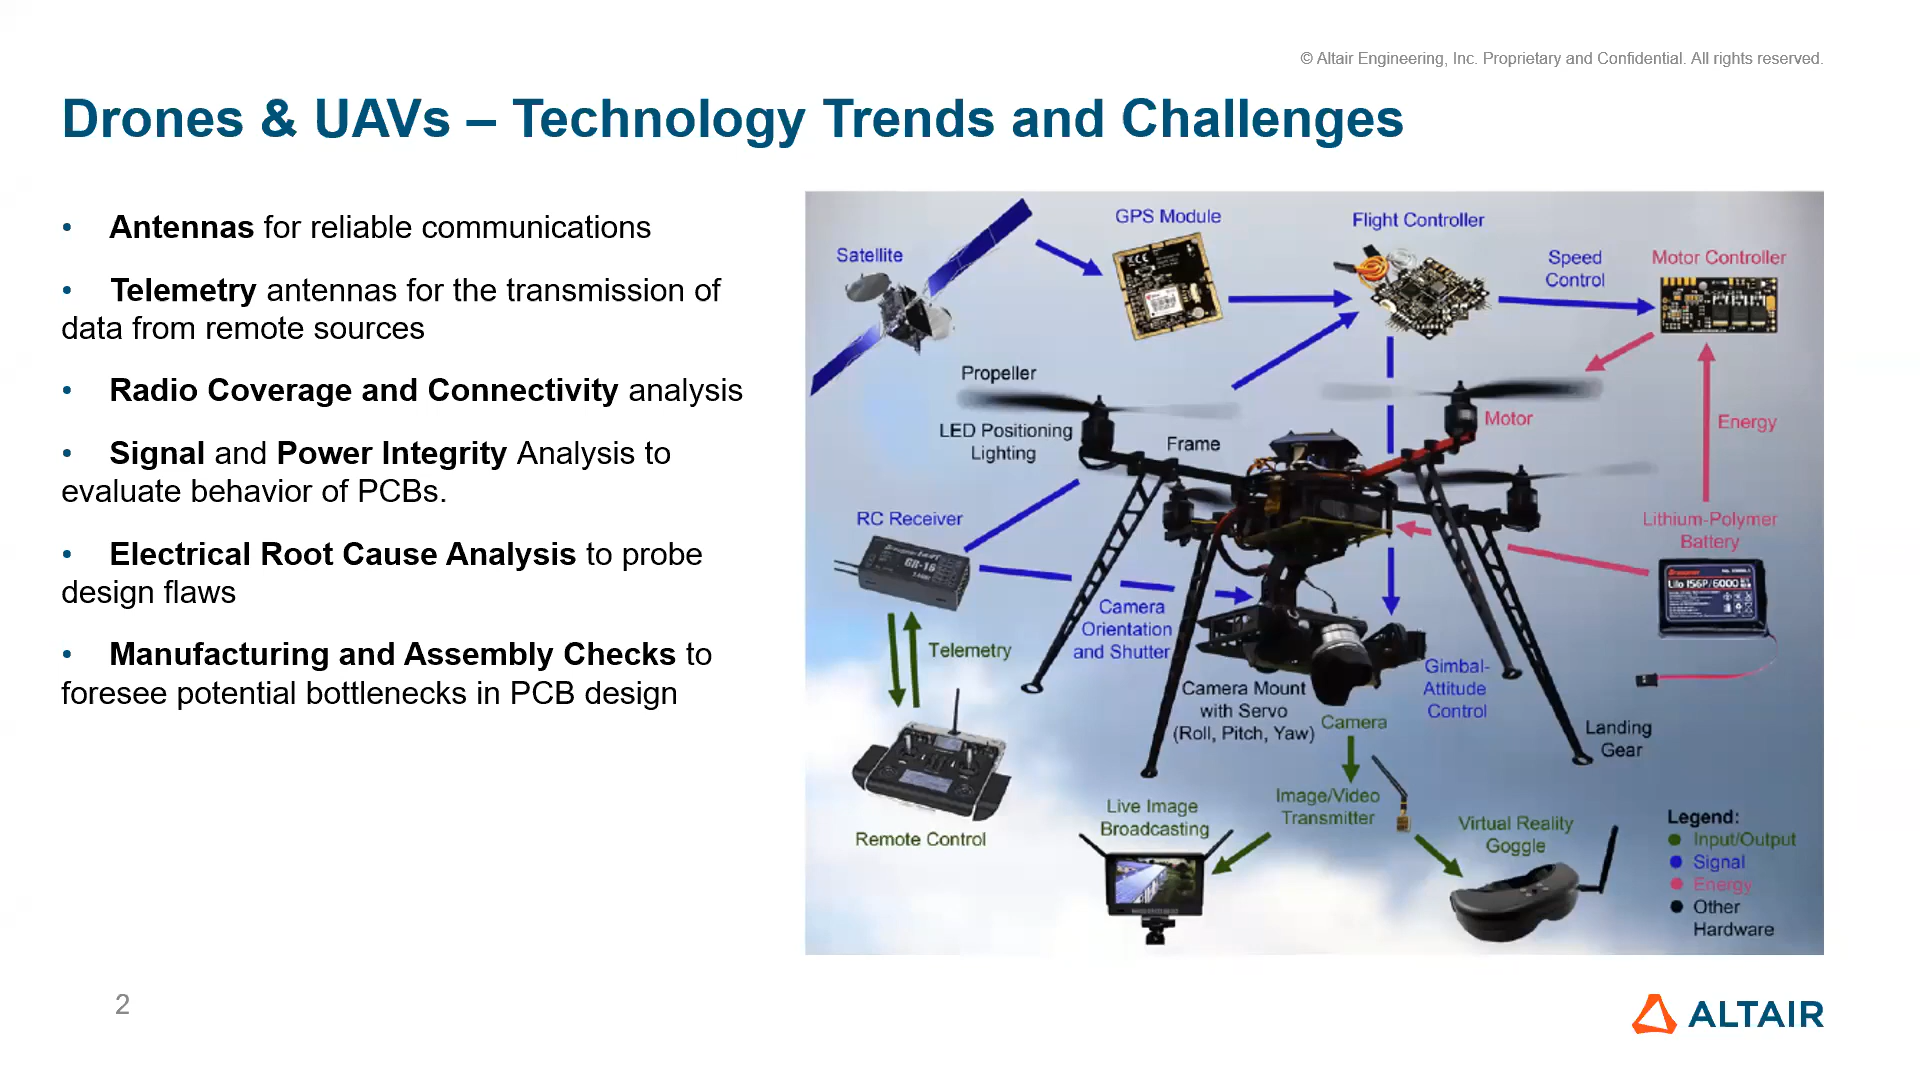 © Altair Engineering, Inc. Proprietary and Confidential. All rights reserved.
Drones & UAVs – Technology Trends and Challenges
• Antennas for reliable communications
• Telemetry antennas for the transmission of
data from remote sources
• Radio Coverage and Connectivity analysis
• Signal and Power Integrity Analysis to
evaluate behavior of PCBs.
• Electrical Root Cause Analysis to probe
design flaws
• Manufacturing and Assembly Checks to
foresee potential bottlenecks in PCB design
Satellite
GPS Module
Flight Controller
Speed
Control
Motor Controller
Propeller
LED Positioning
Lighting
Frame
Motor
Energy
RC Receiver
GR-16
Lithium-Polymer
Battery
LiIo 1S6P/6000
Camera
Orientation
and Shutter
Telemetry
Camera Mount
with Servo
(Roll, Pitch, Yaw)
Camera
Gimbal-
Attitude
Control
Landing
Gear
Remote Control
Live Image
Broadcasting
Image/Video
Transmitter
Virtual Reality
Goggle
Legend:
Input/Output
Signal
Energy
Other
Hardware
2
ALTAIR